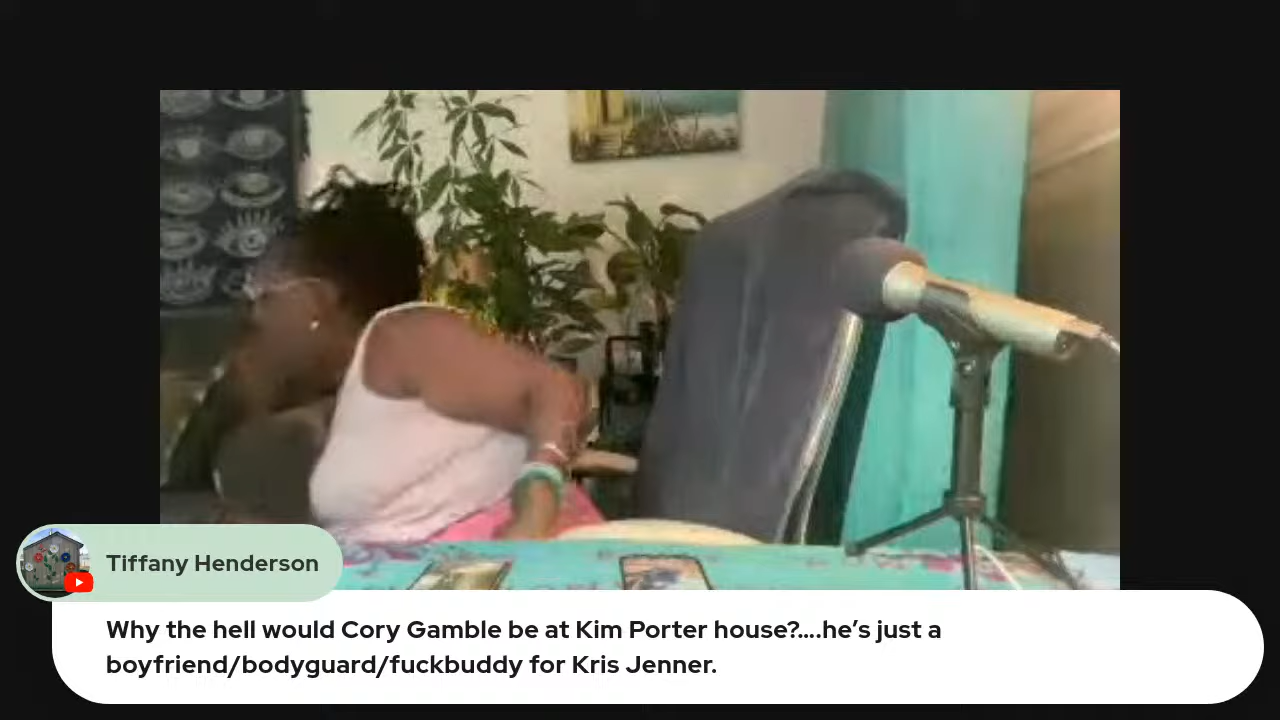 Tiffany Henderson
Why the hell would Cory Gamble be at Kim Porter house?....he's just a
boyfriend/bodyguard/fuckbuddy for Kris Jenner.